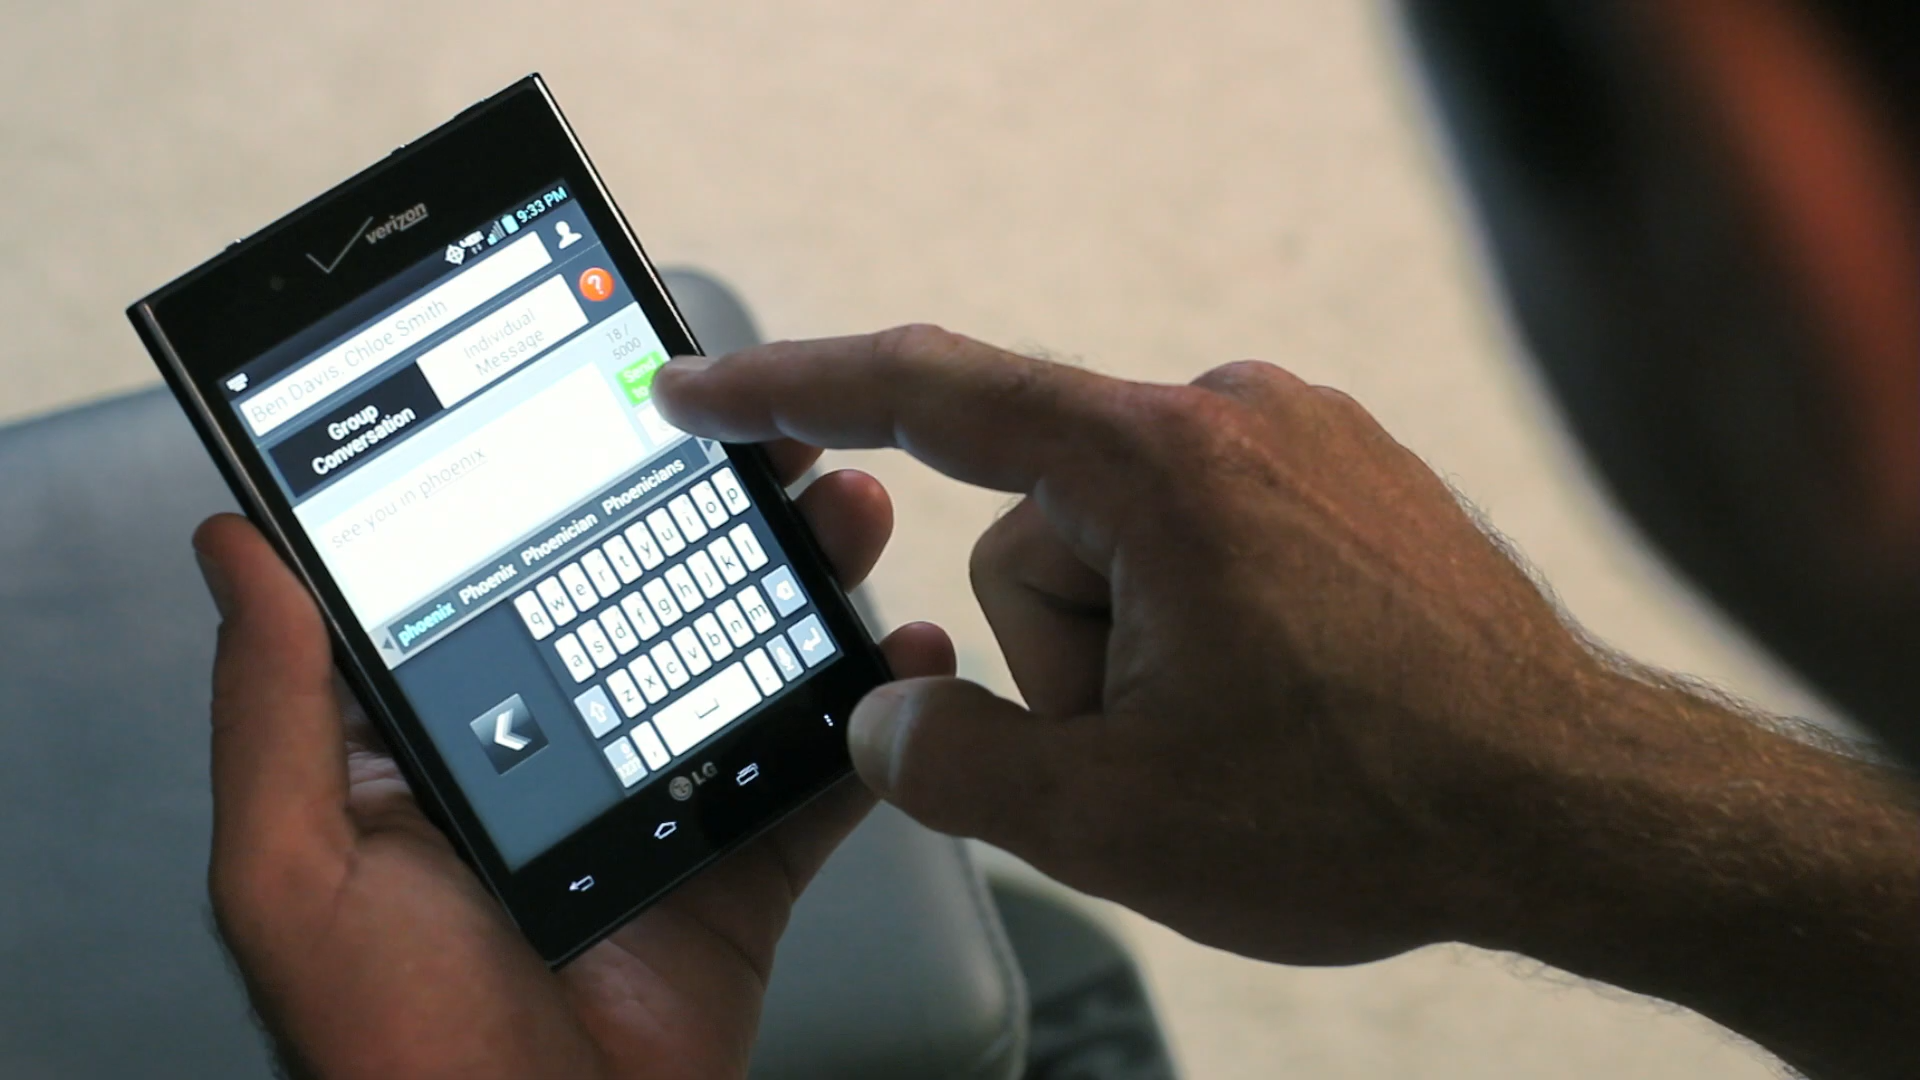 verizon
9:33 PM
Ben Davis, Chloe Smith
Group
Conversation
Individual
Message
?
18 /
5000
Send
see you in phoenix
phoenix Phoenix Phoenician Phoenicians
q w e r t y u i o p
a s d f g h j k l
z x c v b n m
, .
LG